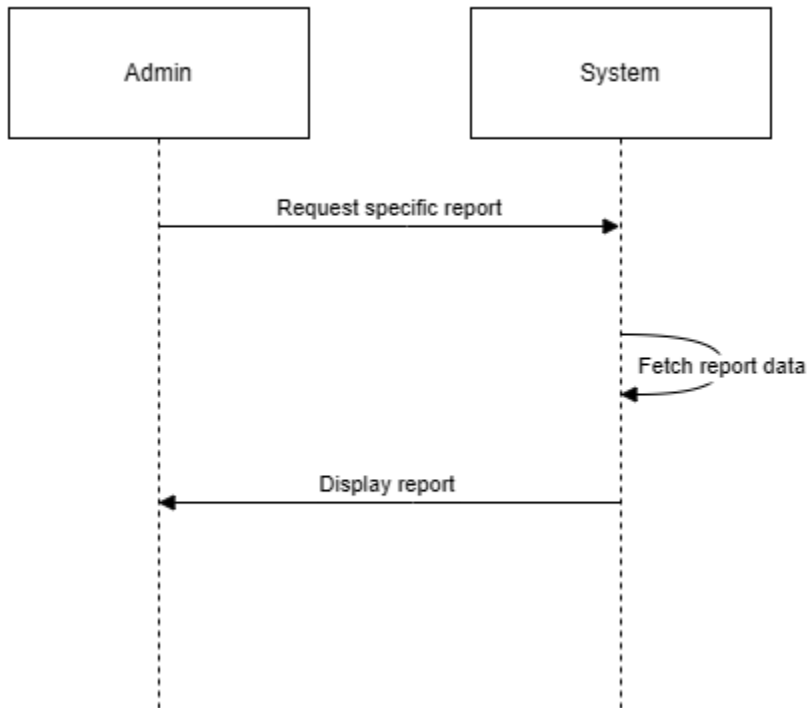 Admin
System
Request specific report
Fetch report data
Display report